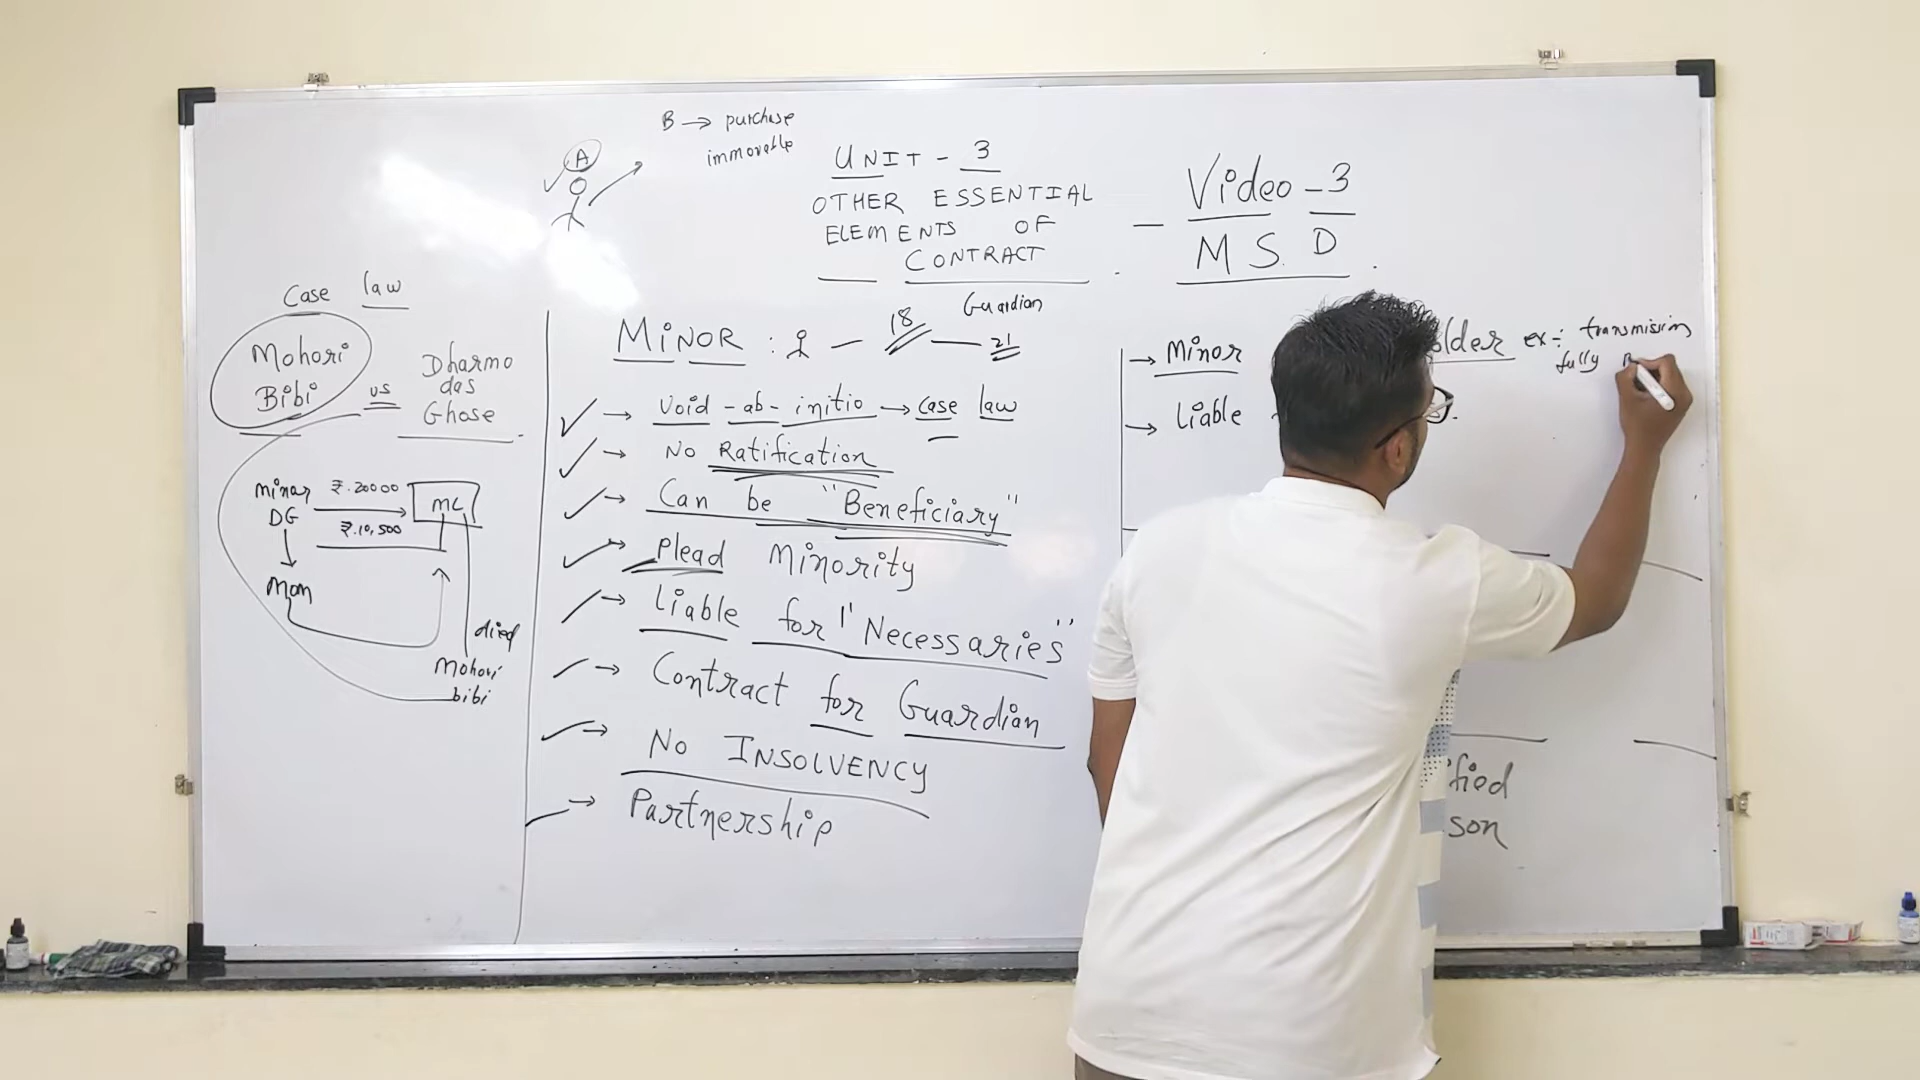 B → purchase
immovable
A
UNIT - 3
OTHER ESSENTIAL
ELEMENTS OF
CONTRACT
— Video - 3
M S. D.
Case law
Mohori
Bibi
vs
Dharmo
das
Ghose
minar
DG
₹.20000
₹.10,500
ML
Mom
died
Mohori
bibi
Guardian
MINOR : 18 — 21
→ Void - ab - initio → case law
→ No Ratification
→ Can be "Beneficiary"
→ Plead Minority
→ Liable for "Necessaries"
→ Contract for Guardian
→ No INSOLVENCY
→ Partnership
→ Minor older ex:- transmission
fully
→ Liable
ified
son